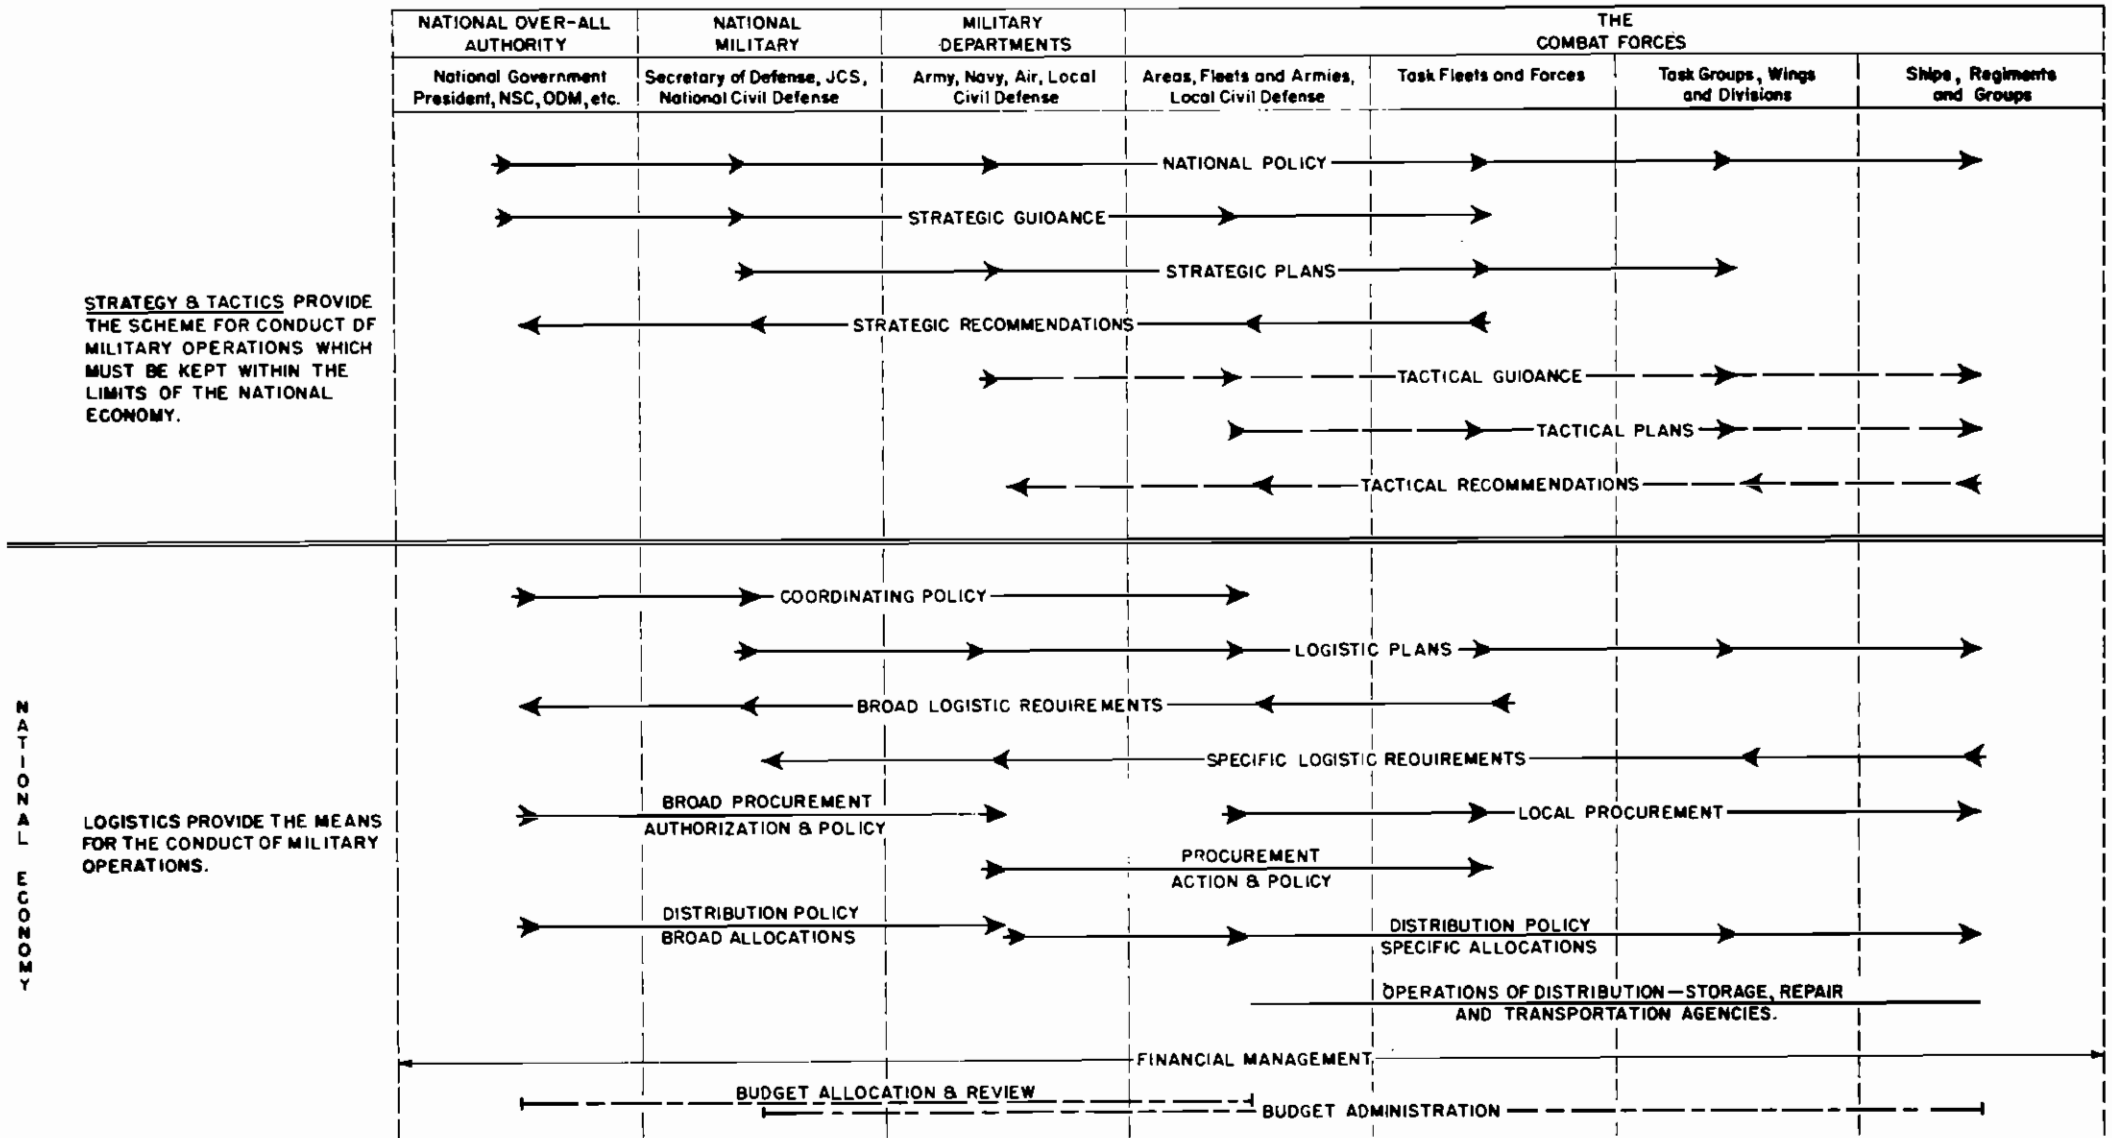 NATIONAL OVER-ALL
AUTHORITY
NATIONAL
MILITARY
MILITARY
DEPARTMENTS
THE
COMBAT FORCES
National Government
President, NSC, ODM, etc.
Secretary of Defense, JCS,
National Civil Defense
Army, Navy, Air, Local
Civil Defense
Areas, Fleets and Armies,
Local Civil Defense
Task Fleets and Forces
Task Groups, Wings
and Divisions
Ships, Regiments
and Groups
NATIONAL POLICY
STRATEGIC GUIDANCE
STRATEGIC PLANS
STRATEGY & TACTICS PROVIDE
THE SCHEME FOR CONDUCT OF
MILITARY OPERATIONS WHICH
MUST BE KEPT WITHIN THE
LIMITS OF THE NATIONAL
ECONOMY.
STRATEGIC RECOMMENDATIONS
TACTICAL GUIDANCE
TACTICAL PLANS
TACTICAL RECOMMENDATIONS
NATIONAL ECONOMY
COORDINATING POLICY
LOGISTIC PLANS
BROAD LOGISTIC REQUIREMENTS
SPECIFIC LOGISTIC REQUIREMENTS
LOGISTICS PROVIDE THE MEANS
FOR THE CONDUCT OF MILITARY
OPERATIONS.
BROAD PROCUREMENT
AUTHORIZATION & POLICY
LOCAL PROCUREMENT
PROCUREMENT
ACTION & POLICY
DISTRIBUTION POLICY
BROAD ALLOCATIONS
DISTRIBUTION POLICY
SPECIFIC ALLOCATIONS
OPERATIONS OF DISTRIBUTION—STORAGE, REPAIR
AND TRANSPORTATION AGENCIES.
FINANCIAL MANAGEMENT
BUDGET ALLOCATION & REVIEW
BUDGET ADMINISTRATION